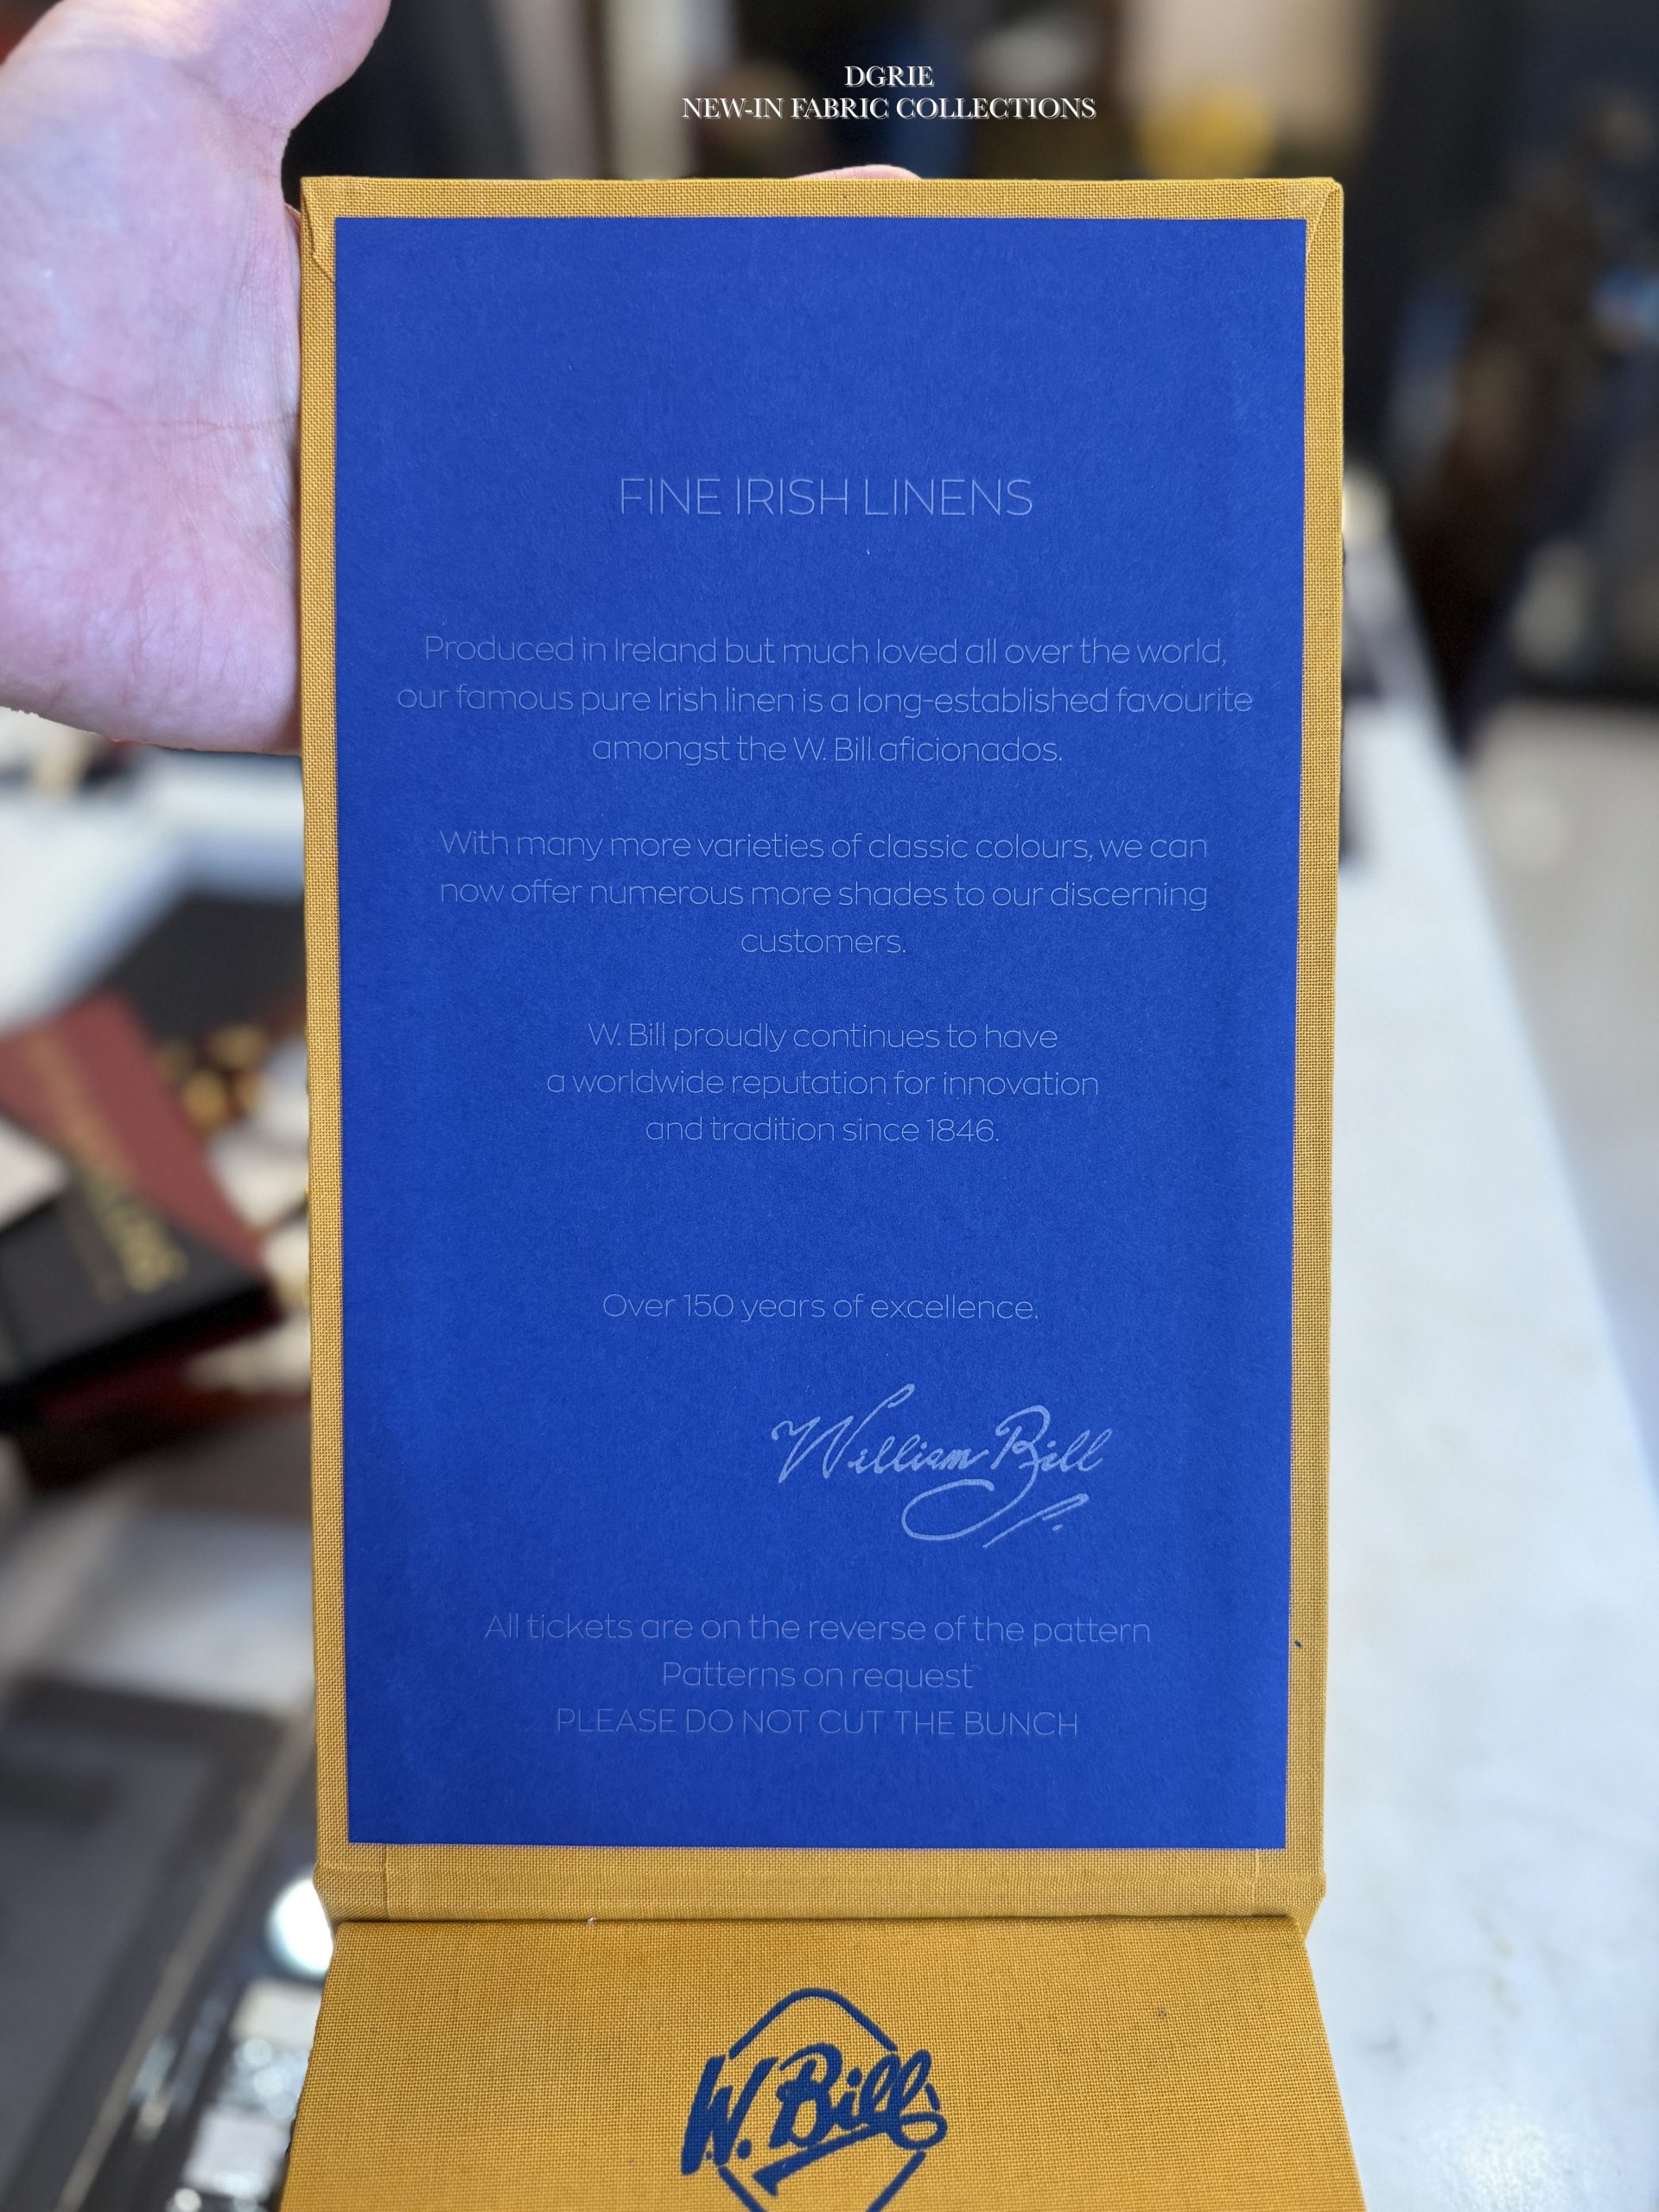 DGRIE
NEW-IN FABRIC COLLECTIONS
FINE IRISH LINENS
Produced in Ireland but much loved all over the world,
our famous pure Irish linen is a long-established favourite
amongst the W. Bill aficionados.
With many more varieties of classic colours, we can
now offer numerous more shades to our discerning
customers.
W. Bill proudly continues to have
a worldwide reputation for innovation
and tradition since 1846.
Over 150 years of excellence.
William Bill
All tickets are on the reverse of the pattern
Patterns on request
PLEASE DO NOT CUT THE BUNCH
W. Bill